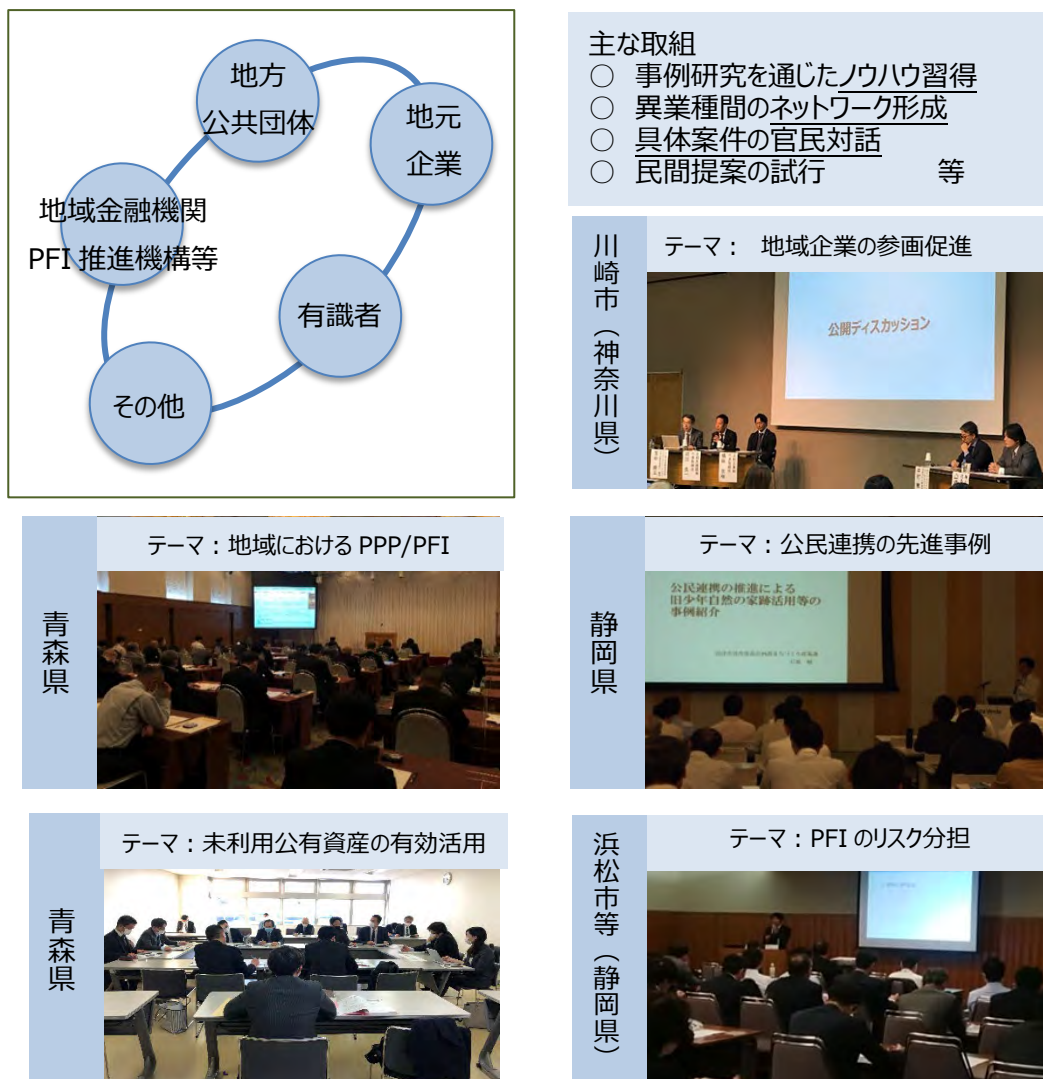 地方
公共団体
地元
企業
地域金融機関
PFI 推進機構等
有識者
その他
主な取組
○ 事例研究を通じたノウハウ習得
○ 異業種間のネットワーク形成
○ 具体案件の官民対話
○ 民間提案の試行 等
川崎市（神奈川県）
テーマ： 地域企業の参画促進
公開ディスカッション
青森県
テーマ：地域における PPP/PFI
静岡県
テーマ：公民連携の先進事例
公民連携の推進による
旧少年自然の家跡活用等の
事例紹介
青森県
テーマ：未利用公有資産の有効活用
浜松市等（静岡県）
テーマ：PFI のリスク分担